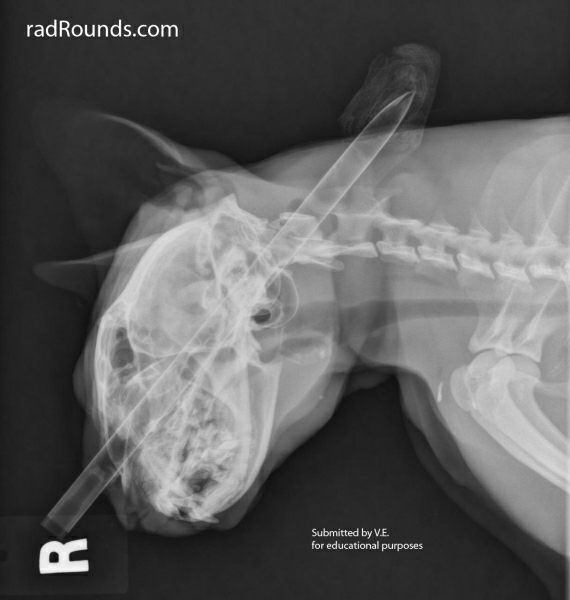 radRounds.com
R
Submitted by V.E.
for educational purposes